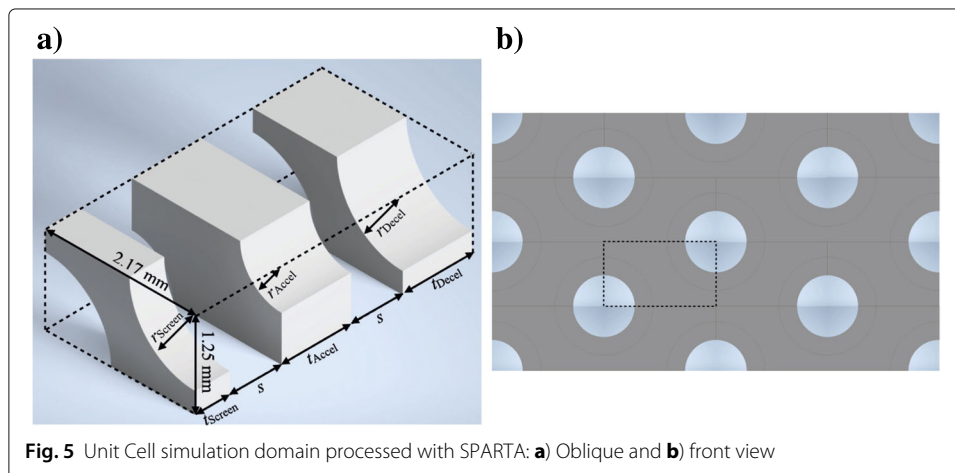 a)
b)
2.17 mm
1.25 mm
rScreen
rAccel
rDecel
tScreen
s
tAccel
s
tDecel
Fig. 5 Unit Cell simulation domain processed with SPARTA: a) Oblique and b) front view